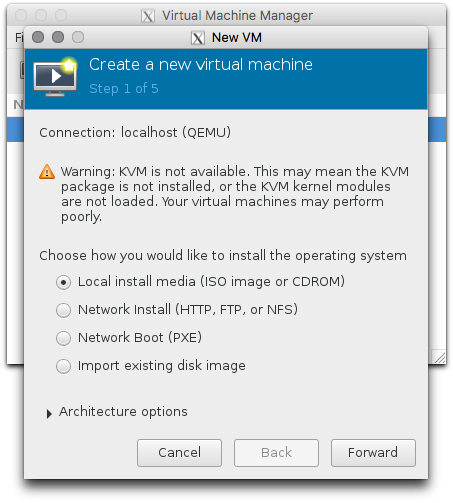 Virtual Machine Manager
New VM
Create a new virtual machine
Step 1 of 5
Connection: localhost (QEMU)
Warning: KVM is not available. This may mean the KVM
package is not installed, or the KVM kernel modules
are not loaded. Your virtual machines may perform
poorly.
Choose how you would like to install the operating system
Local install media (ISO image or CDROM)
Network Install (HTTP, FTP, or NFS)
Network Boot (PXE)
Import existing disk image
Architecture options
Cancel
Back
Forward